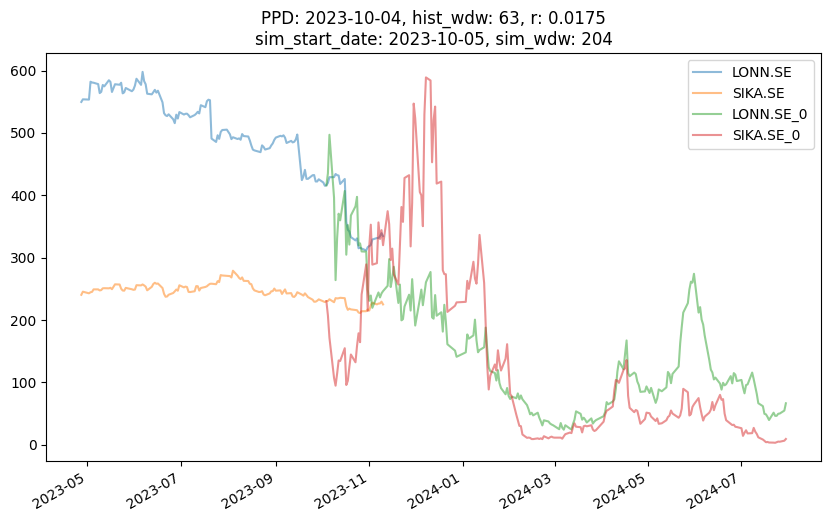 PPD: 2023-10-04, hist_wdw: 63, r: 0.0175
sim_start_date: 2023-10-05, sim_wdw: 204
LONN.SE
SIKA.SE
LONN.SE_0
SIKA.SE_0
600
500
400
300
200
100
0
2023-05
2023-07
2023-09
2023-11
2024-01
2024-03
2024-05
2024-07